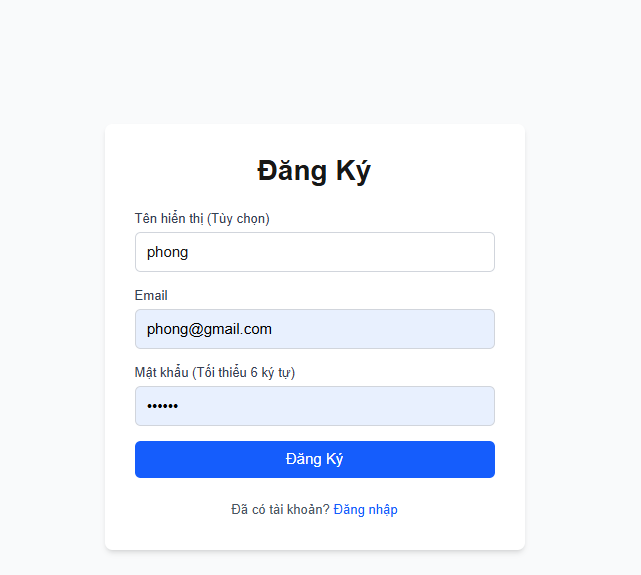 Đăng Ký
Tên hiển thị (Tùy chọn)
phong
Email
phong@gmail.com
Mật khẩu (Tối thiểu 6 ký tự)
••••••
Đăng Ký
Đã có tài khoản? Đăng nhập